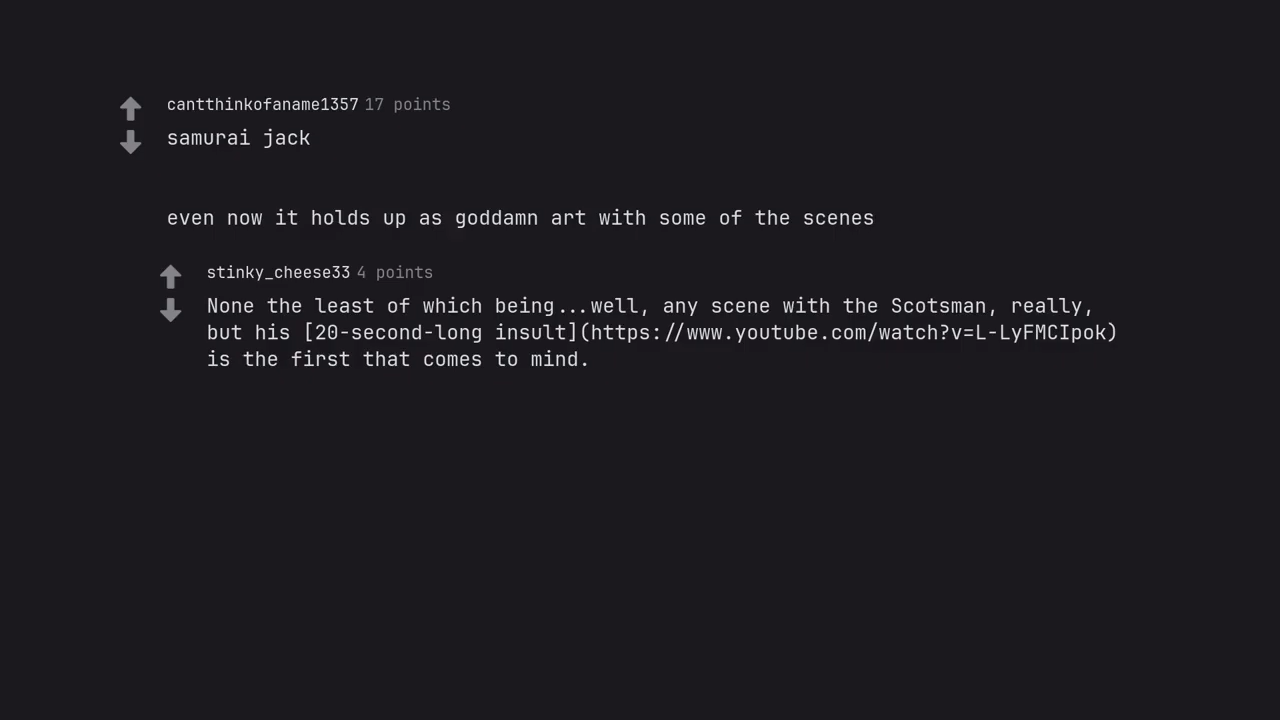 cantthinkofaname1357 17 points
samurai jack
even now it holds up as goddamn art with some of the scenes
stinky_cheese33 4 points
None the least of which being...well, any scene with the Scotsman, really,
but his [20-second-long insult](https://www.youtube.com/watch?v=L-LyFMCIpok)
is the first that comes to mind.